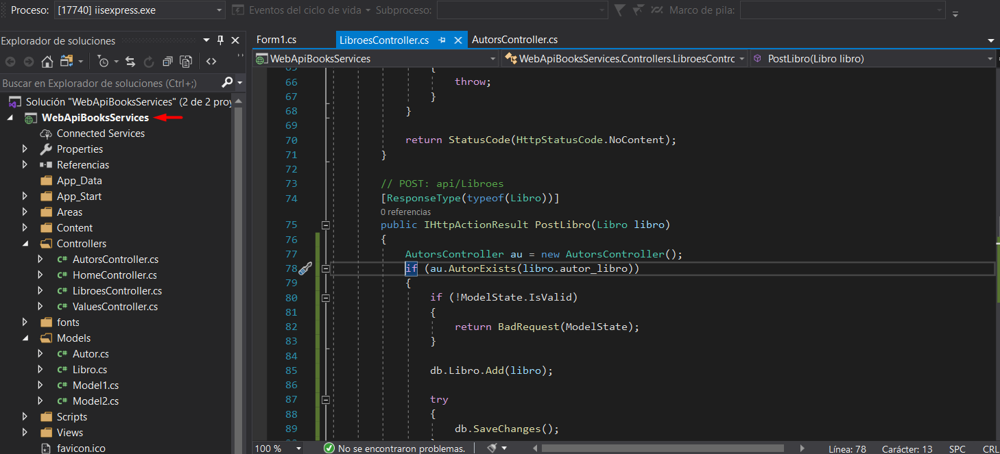 Proceso: [17740] iisexpress.exe Eventos del ciclo de vida Subproceso: Marco de pila:
Explorador de soluciones
Buscar en Explorador de soluciones (Ctrl+;)
Solución "WebApiBooksServices" (2 de 2 proy
WebApiBooksServices
Connected Services
Properties
Referencias
App_Data
App_Start
Areas
Content
Controllers
C# AutorsController.cs
C# HomeController.cs
C# LibroesController.cs
C# ValuesController.cs
fonts
Models
C# Autor.cs
C# Libro.cs
C# Model1.cs
C# Model2.cs
Scripts
Views
favicon.ico
Form1.cs LibroesController.cs AutorsController.cs
WebApiBooksServices WebApiBooksServices.Controllers.LibroesContrc PostLibro(Libro libro)
65 {
66 throw;
67 }
68 }
69
70 return StatusCode(HttpStatusCode.NoContent);
71 }
72
73 // POST: api/Libroes
74 [ResponseType(typeof(Libro))]
0 referencias
75 public IHttpActionResult PostLibro(Libro libro)
76 {
77 AutorsController au = new AutorsController();
78 if (au.AutorExists(libro.autor_libro))
79 {
80 if (!ModelState.IsValid)
81 {
82 return BadRequest(ModelState);
83 }
84
85 db.Libro.Add(libro);
86
87 try
88 {
89 db.SaveChanges();
100 % No se encontraron problemas. Línea: 78 Carácter: 13 SPC CRL